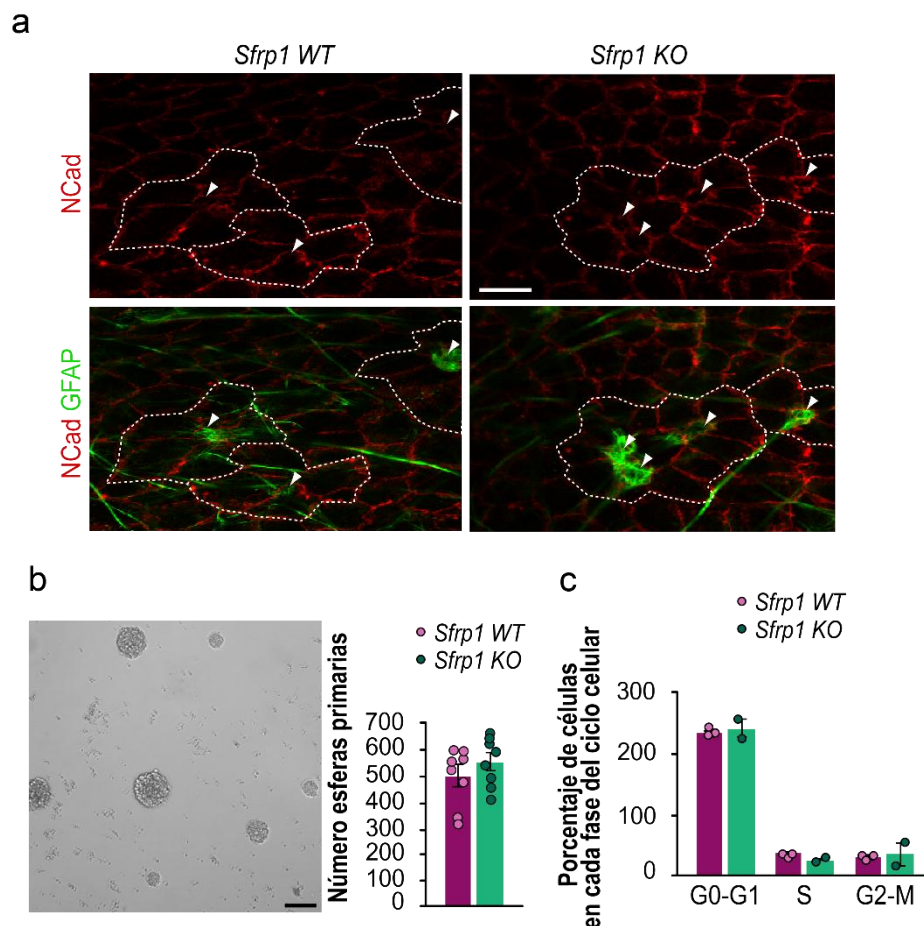 a
Sfrp1 WT
Sfrp1 KO
NCad
NCad GFAP
b
Número esferas primarias
Sfrp1 WT
Sfrp1 KO
700
600
500
400
300
200
100
0
c
Porcentaje de células
en cada fase del ciclo celular
Sfrp1 WT
Sfrp1 KO
300
200
100
0
G0-G1
S
G2-M